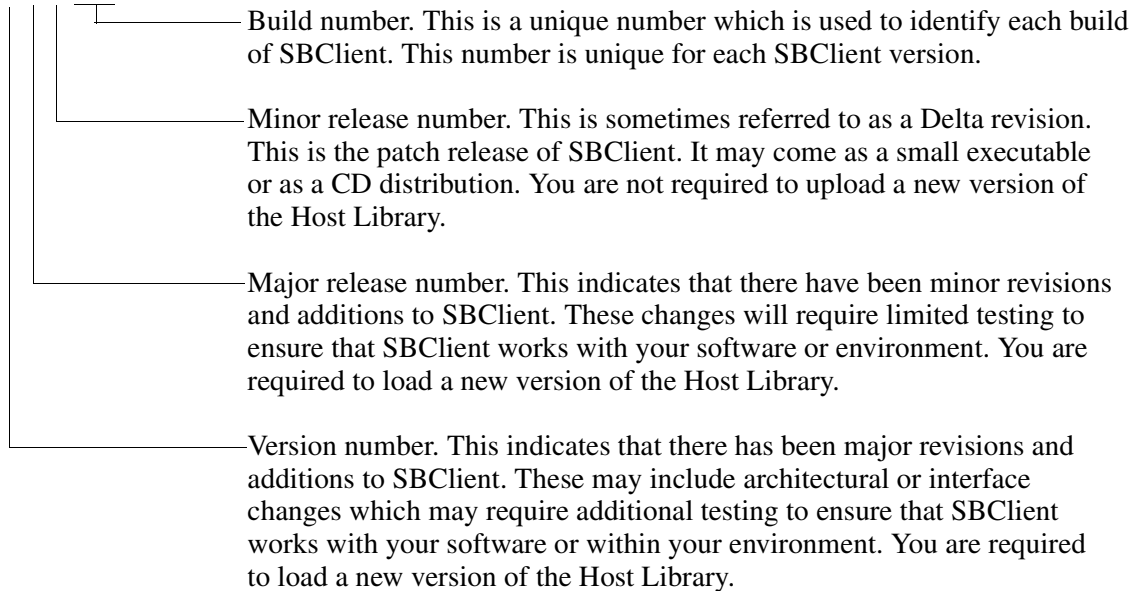 Build number. This is a unique number which is used to identify each build
of SBClient. This number is unique for each SBClient version.
Minor release number. This is sometimes referred to as a Delta revision.
This is the patch release of SBClient. It may come as a small executable
or as a CD distribution. You are not required to upload a new version of
the Host Library.
Major release number. This indicates that there have been minor revisions
and additions to SBClient. These changes will require limited testing to
ensure that SBClient works with your software or environment. You are
required to load a new version of the Host Library.
Version number. This indicates that there has been major revisions and
additions to SBClient. These may include architectural or interface
changes which may require additional testing to ensure that SBClient
works with your software or within your environment. You are required
to load a new version of the Host Library.